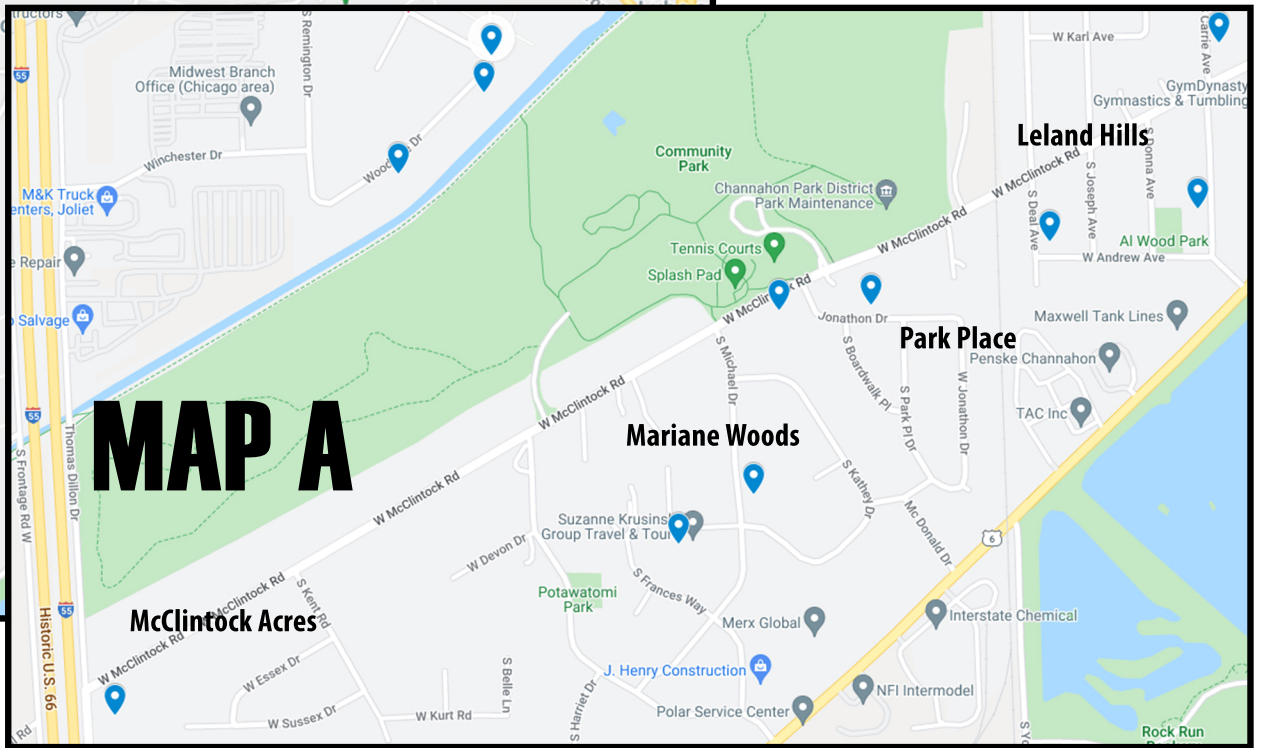 S Remington Dr
W Karl Ave
Carrie Ave
55
Midwest Branch
Office (Chicago area)
GymDynasty
Gymnastics & Tumbling
Leland Hills
Winchester Dr
Community
Park
S Donna Ave
W McClintock Rd
S Joseph Ave
M&K Truck
enters, Joliet
Channahon Park District
Park Maintenance
S Deal Ave
W McClintock Rd
Tennis Courts
Al Wood Park
W Andrew Ave
Repair
Splash Pad
Salvage
Jonathon Dr
Maxwell Tank Lines
Park Place
Penske Channahon
S Michael Dr
S Boardwalk Pl
S Park Pl Dr
W Jonathon Dr
55
W McClintock Rd
TAC Inc
MAP A
Mariane Woods
Thomas Dillon Dr
S Frontage Rd W
W McClintock Rd
S Kathey Dr
Mc Donald Dr
Group Travel &
6
W Devon Dr
Potawatomi
Park
S Frances Way
55
Historic U.S. 66
McClintock Acres
S Kent Rd
Merx Global
Interstate Chemical
W McClintock Rd
W Essex Dr
S Belle Ln
J. Henry Construction
S Harriet Dr
NFI Intermodel
W Sussex Dr
W Kurt Rd
Polar Service Center
Rock Run
Rd